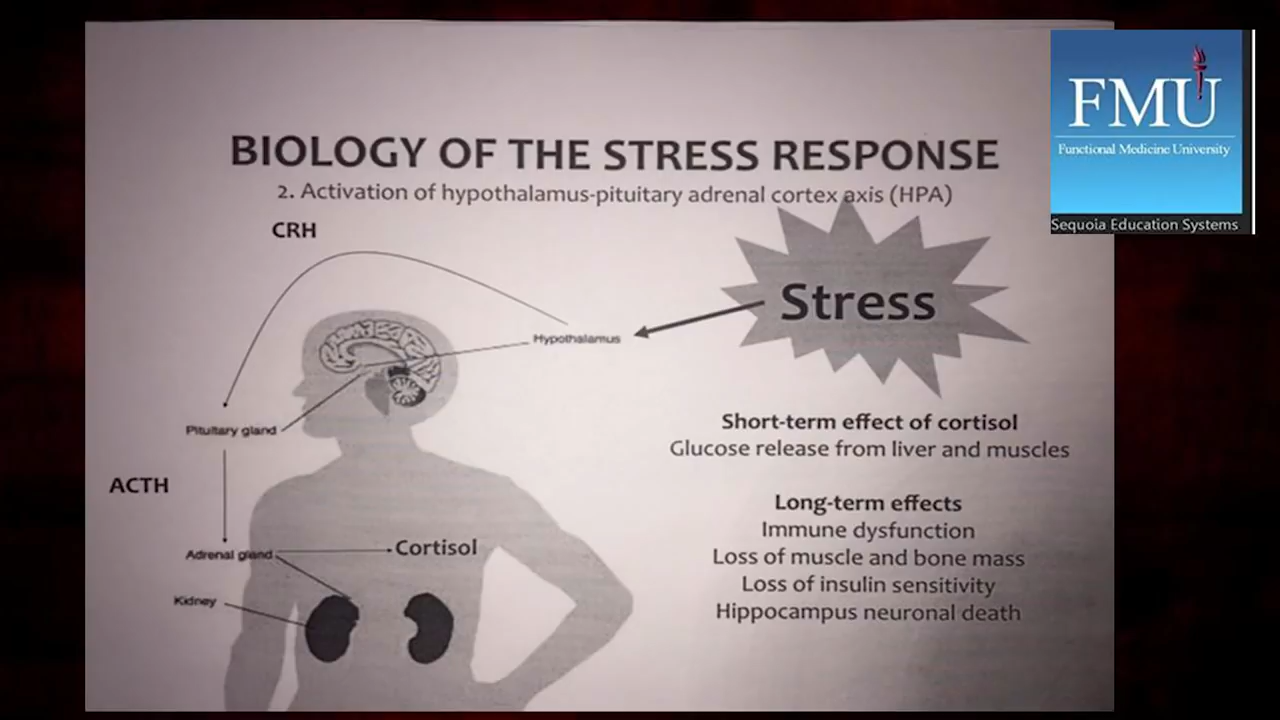 FMU
Functional Medicine University
Sequoia Education Systems
BIOLOGY OF THE STRESS RESPONSE
2. Activation of hypothalamus-pituitary adrenal cortex axis (HPA)
CRH
Stress
Hypothalamus
Pituitary gland
ACTH
Adrenal gland
Cortisol
Kidney
Short-term effect of cortisol
Glucose release from liver and muscles
Long-term effects
Immune dysfunction
Loss of muscle and bone mass
Loss of insulin sensitivity
Hippocampus neuronal death